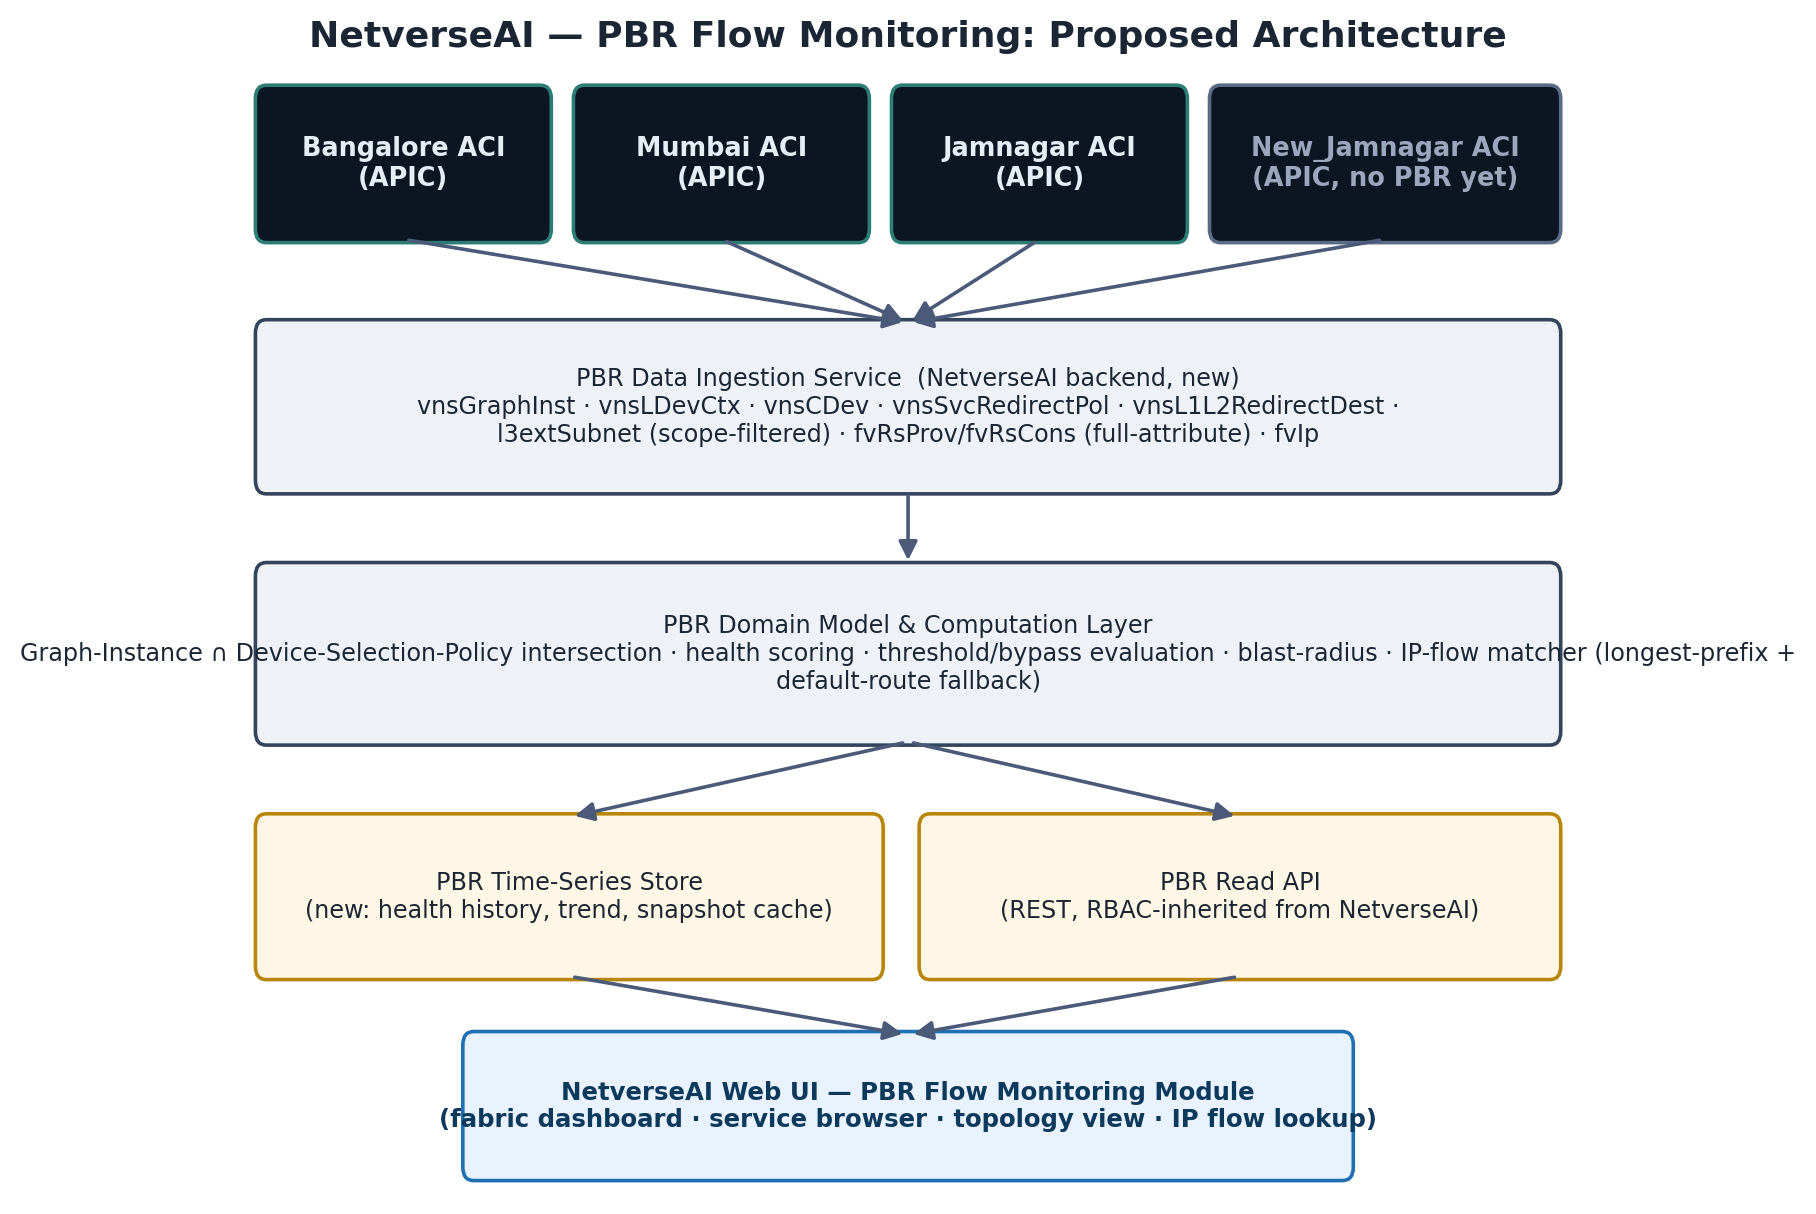 NetverseAI — PBR Flow Monitoring: Proposed Architecture
Bangalore ACI
(APIC)
Mumbai ACI
(APIC)
Jamnagar ACI
(APIC)
New_Jamnagar ACI
(APIC, no PBR yet)
PBR Data Ingestion Service  (NetverseAI backend, new)
vnsGraphInst · vnsLDevCtx · vnsCDev · vnsSvcRedirectPol · vnsL1L2RedirectDest ·
l3extSubnet (scope-filtered) · fvRsProv/fvRsCons (full-attribute) · fvIp
PBR Domain Model & Computation Layer
Graph-Instance ∩ Device-Selection-Policy intersection · health scoring · threshold/bypass evaluation · blast-radius · IP-flow matcher (longest-prefix +
default-route fallback)
PBR Time-Series Store
(new: health history, trend, snapshot cache)
PBR Read API
(REST, RBAC-inherited from NetverseAI)
NetverseAI Web UI — PBR Flow Monitoring Module
(fabric dashboard · service browser · topology view · IP flow lookup)